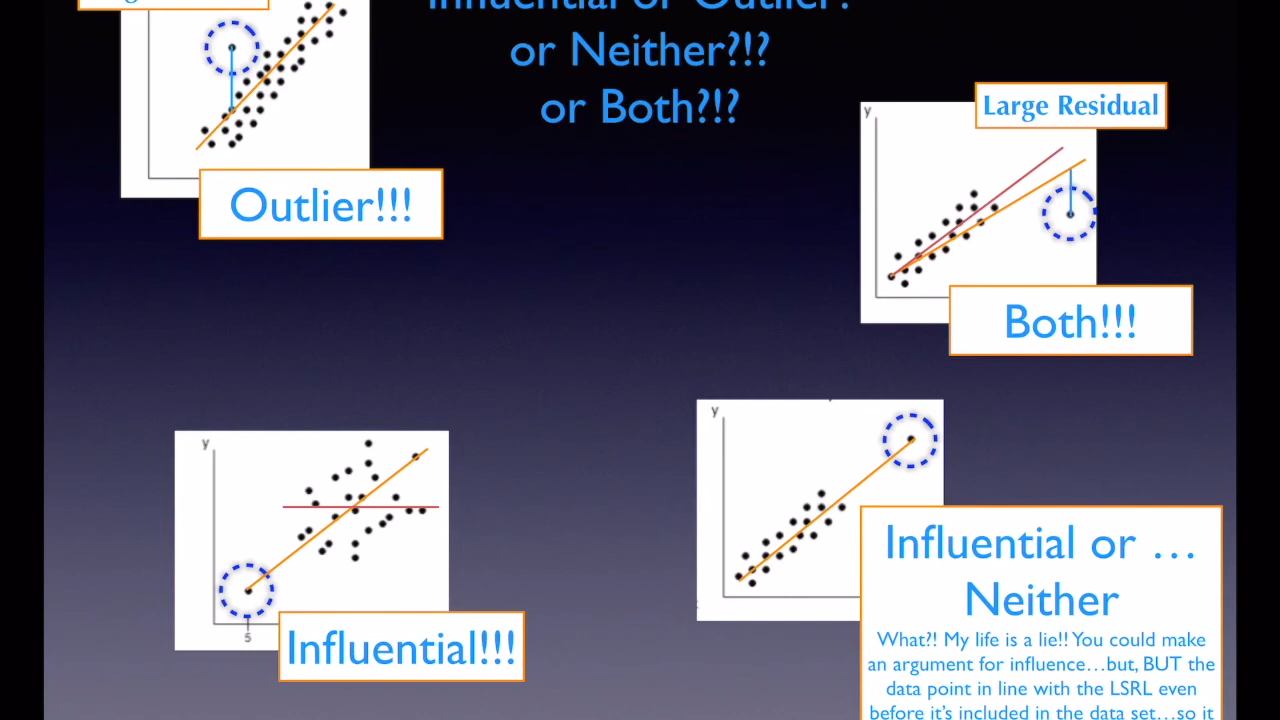 Influential or Outlier?
or Neither?!?
or Both?!?
Large Residual
y
Outlier!!!
Both!!!
y
y
5
Influential!!!
Influential or …
Neither
What?! My life is a lie!! You could make
an argument for influence…but, BUT the
data point in line with the LSRL even
before it's included in the data set…so it